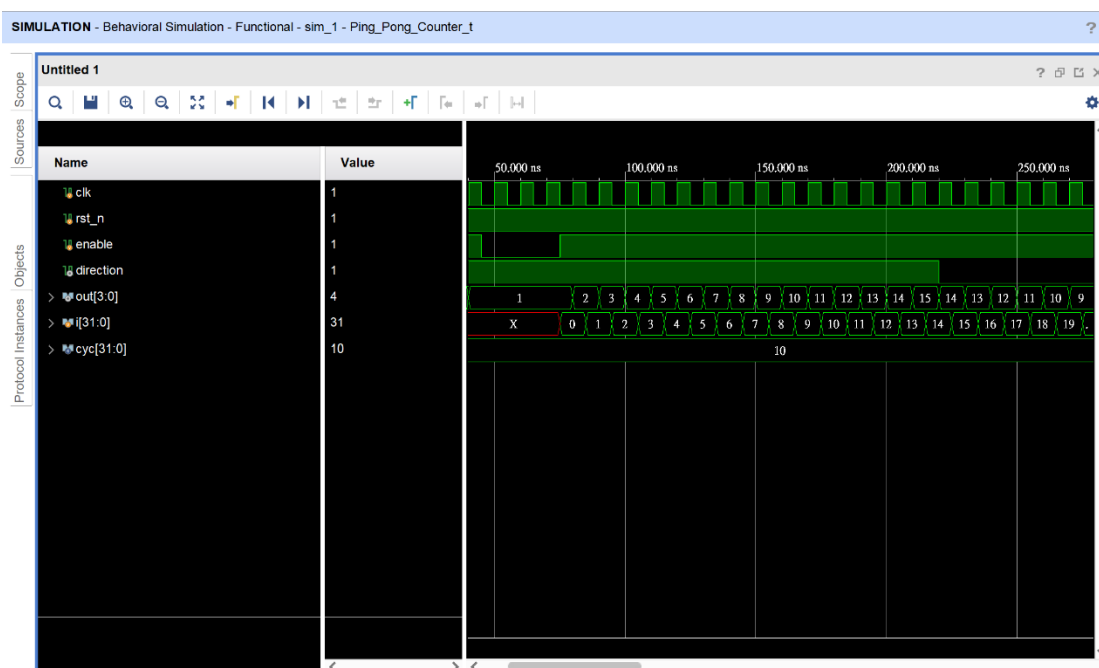 SIMULATION - Behavioral Simulation - Functional - sim_1 - Ping_Pong_Counter_t ?
Untitled 1 ?
Scope
Sources
Objects
Protocol Instances
Name Value
50.000 ns 100.000 ns 150.000 ns 200.000 ns 250.000 ns
clk 1
rst_n 1
enable 1
direction 1
out[3:0] 4 1 2 3 4 5 6 7 8 9 10 11 12 13 14 15 14 13 12 11 10 9
i[31:0] 31 X 0 1 2 3 4 5 6 7 8 9 10 11 12 13 14 15 16 17 18 19 .
cyc[31:0] 10 10